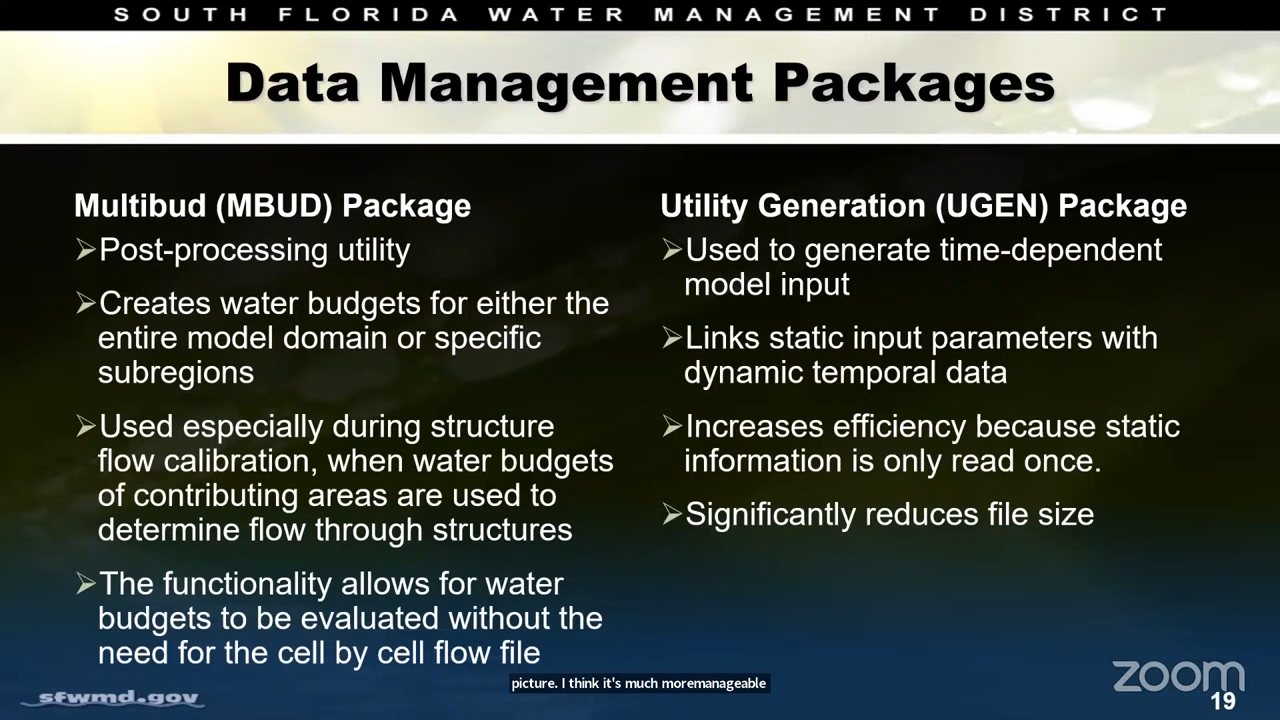 SOUTH FLORIDA WATER MANAGEMENT DISTRICT
Data Management Packages
Multibud (MBUD) Package
➢Post-processing utility
➢Creates water budgets for either the
entire model domain or specific
subregions
➢Used especially during structure
flow calibration, when water budgets
of contributing areas are used to
determine flow through structures
➢The functionality allows for water
budgets to be evaluated without the
need for the cell by cell flow file
Utility Generation (UGEN) Package
➢Used to generate time-dependent
model input
➢Links static input parameters with
dynamic temporal data
➢Increases efficiency because static
information is only read once.
➢Significantly reduces file size
picture. I think it's much moremanageable
sfwmd.gov
zoom
19